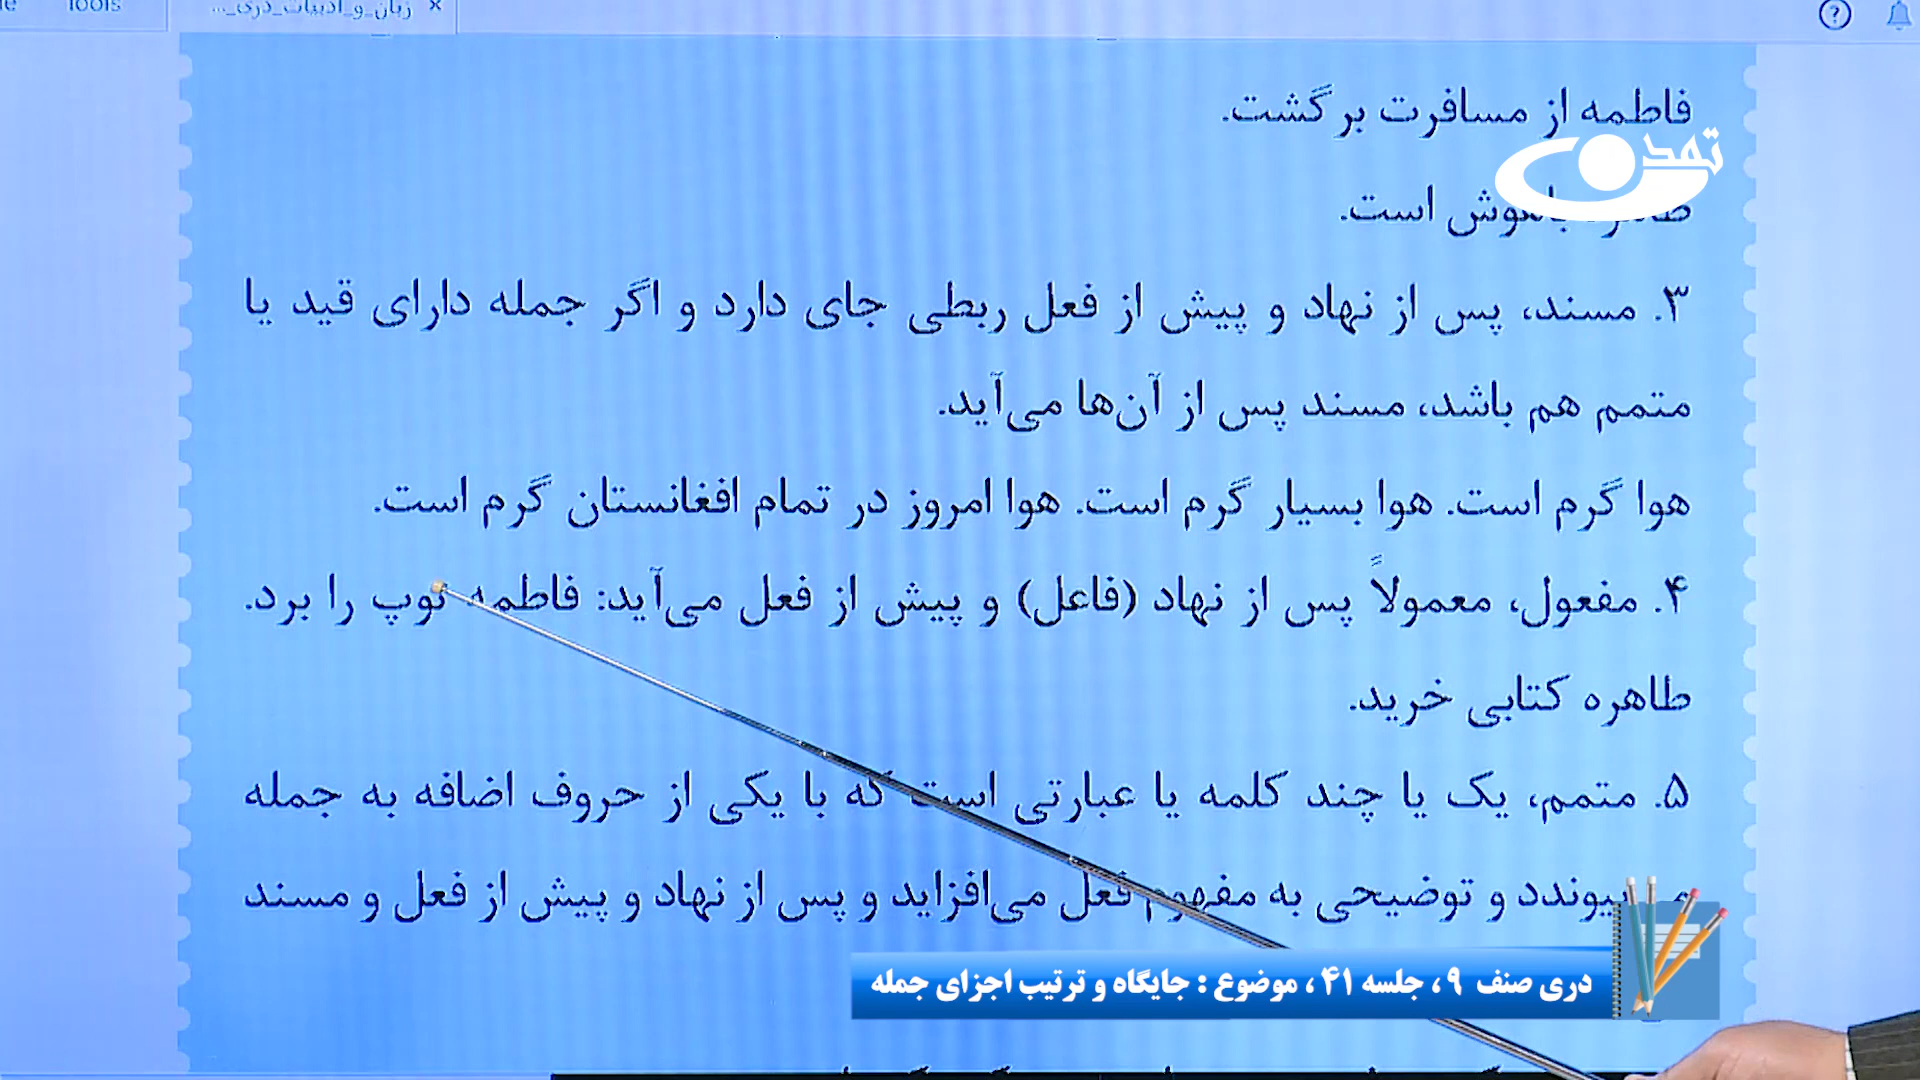 Tools
زبان_و_ادبیات_دری_...
فاطمه از مسافرت برگشت.
تمدن
است.
۳. مسند، پس از نهاد و پیش از فعل ربطی جای دارد و اگر جمله دارای قید یا
متمم هم باشد، مسند پس از آن‌ها می‌آید.
هوا گرم است. هوا بسیار گرم است. هوا امروز در تمام افغانستان گرم است.
۴. مفعول، معمولاً پس از نهاد (فاعل) و پیش از فعل می‌آید: فاطمه توپ را برد.
طاهره کتابی خرید.
۵. متمم، یک یا چند کلمه یا عبارتی است که با یکی از حروف اضافه به جمله
و توضیحی به مفهوم فعل می‌افزاید و پس از نهاد و پیش از فعل و مسند
دری صنف ۹ ، جلسه ۴۱ ، موضوع : جایگاه و ترتیب اجزای جمله